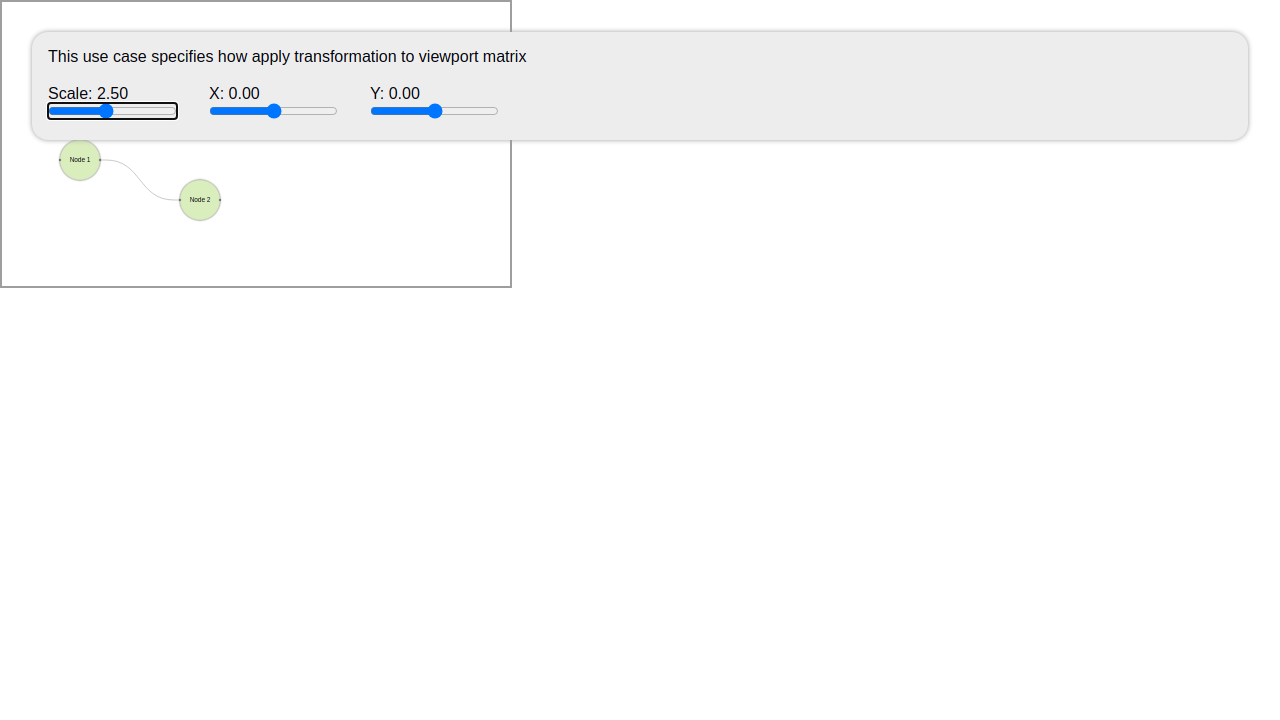 This use case specifies how apply transformation to viewport matrix
Scale: 2.50 X: 0.00 Y: 0.00
Node 1
Node 2